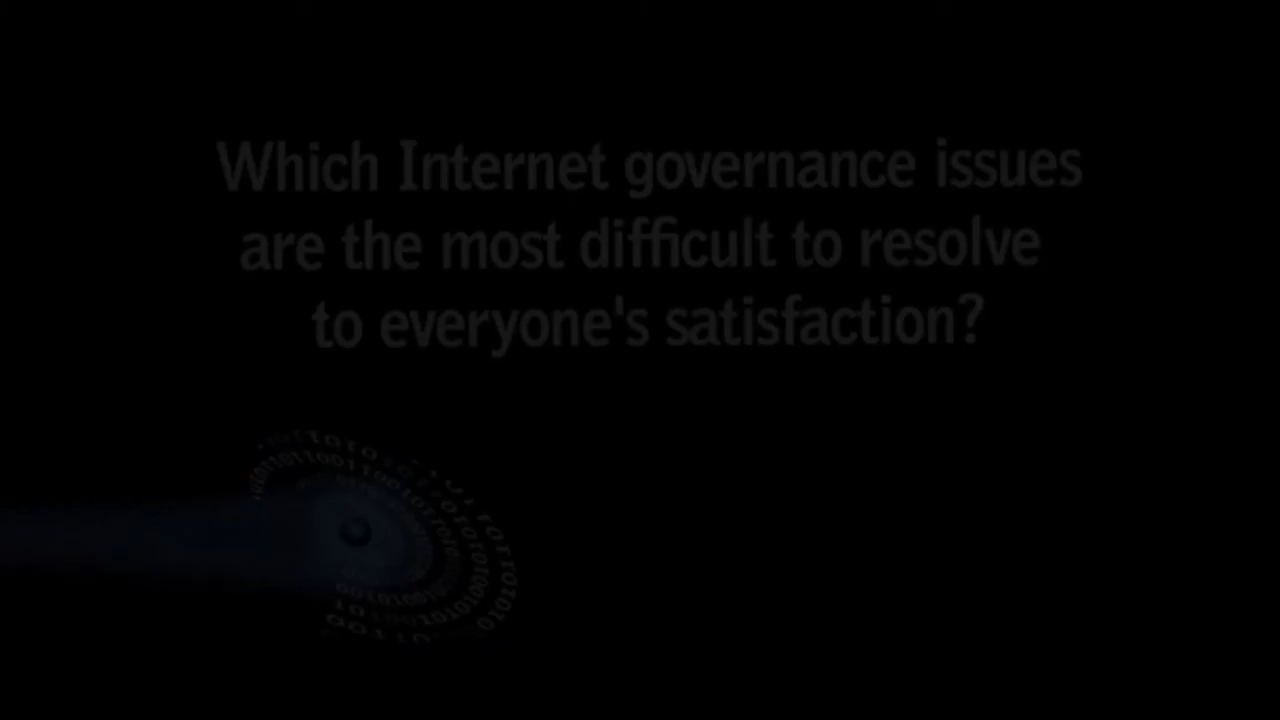 Which Internet governance issues
are the most difficult to resolve
to everyone's satisfaction?